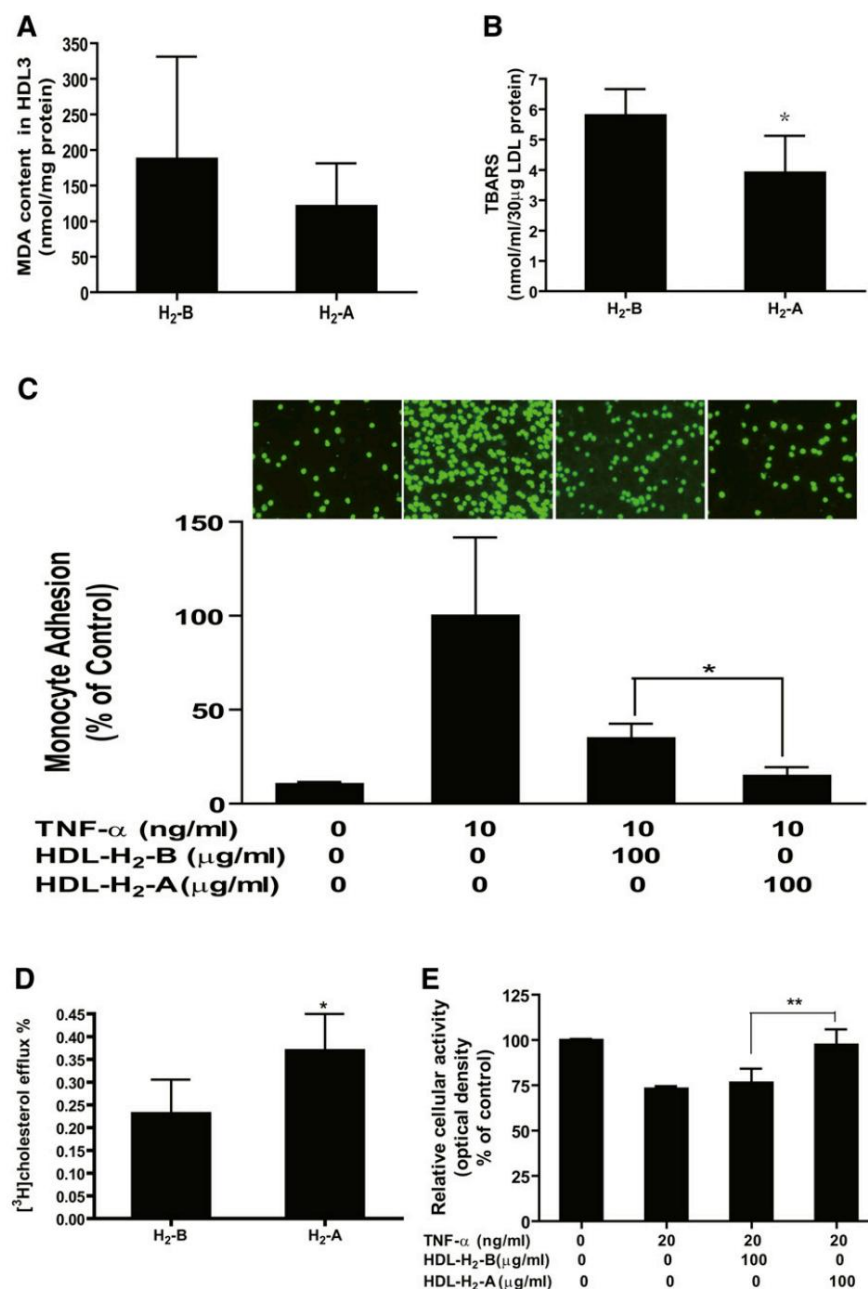 A
MDA content in HDL3
(nmol/mg protein)
350
300
250
200
150
100
50
0
H₂-B H₂-A
B
TBARS
(nmol/ml/30μg LDL protein)
7
6
5
4
3
2
1
0
*
H₂-B H₂-A
C
Monocyte Adhesion
(% of Control)
150
100
50
0
*
TNF-α (ng/ml) 0 10 10 10
HDL-H₂-B (μg/ml) 0 0 100 0
HDL-H₂-A(μg/ml) 0 0 0 100
D
[³H]cholesterol efflux %
0.45
0.40
0.35
0.30
0.25
0.20
0.15
0.10
0.05
0.00
*
H₂-B H₂-A
E
Relative cellular activity
(optical density
% of control)
125
100
75
50
25
0
**
TNF-α (ng/ml) 0 20 20 20
HDL-H₂-B(μg/ml) 0 0 100 0
HDL-H₂-A(μg/ml) 0 0 0 100